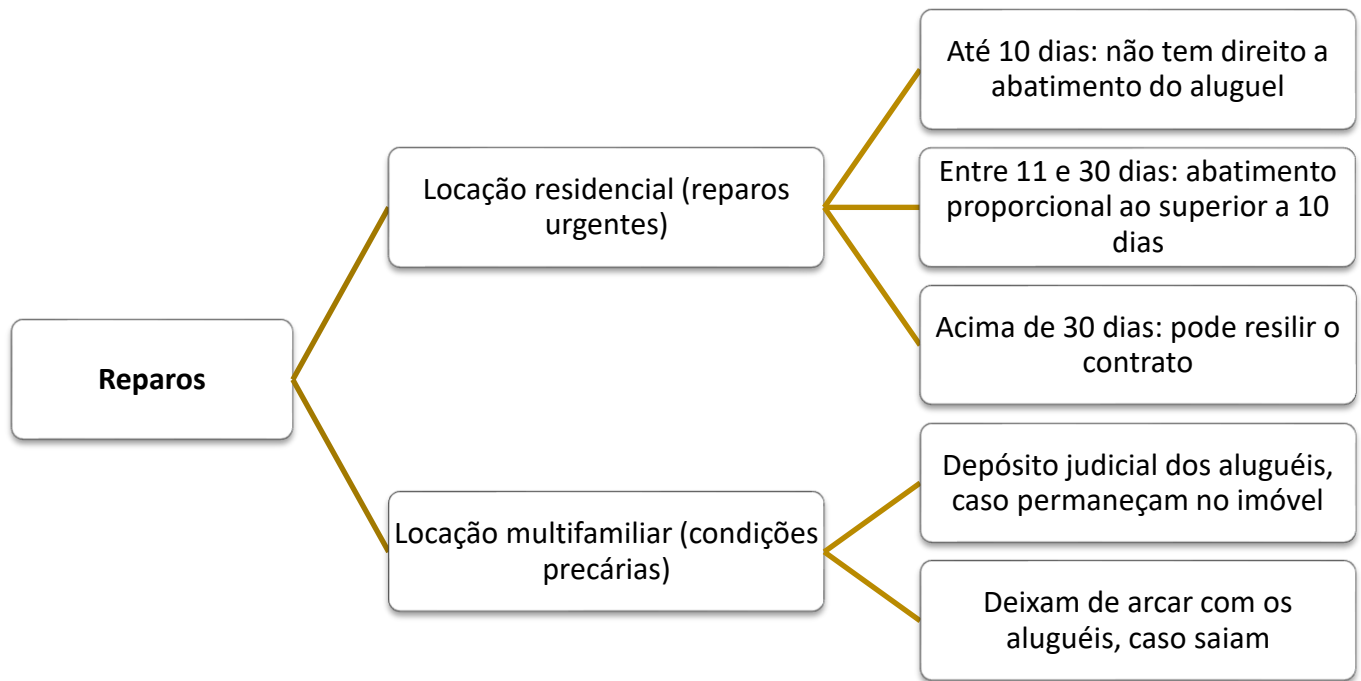 Reparos
Locação residencial (reparos
urgentes)
Até 10 dias: não tem direito a
abatimento do aluguel
Entre 11 e 30 dias: abatimento
proporcional ao superior a 10
dias
Acima de 30 dias: pode resilir o
contrato
Locação multifamiliar (condições
precárias)
Depósito judicial dos aluguéis,
caso permaneçam no imóvel
Deixam de arcar com os
aluguéis, caso saiam